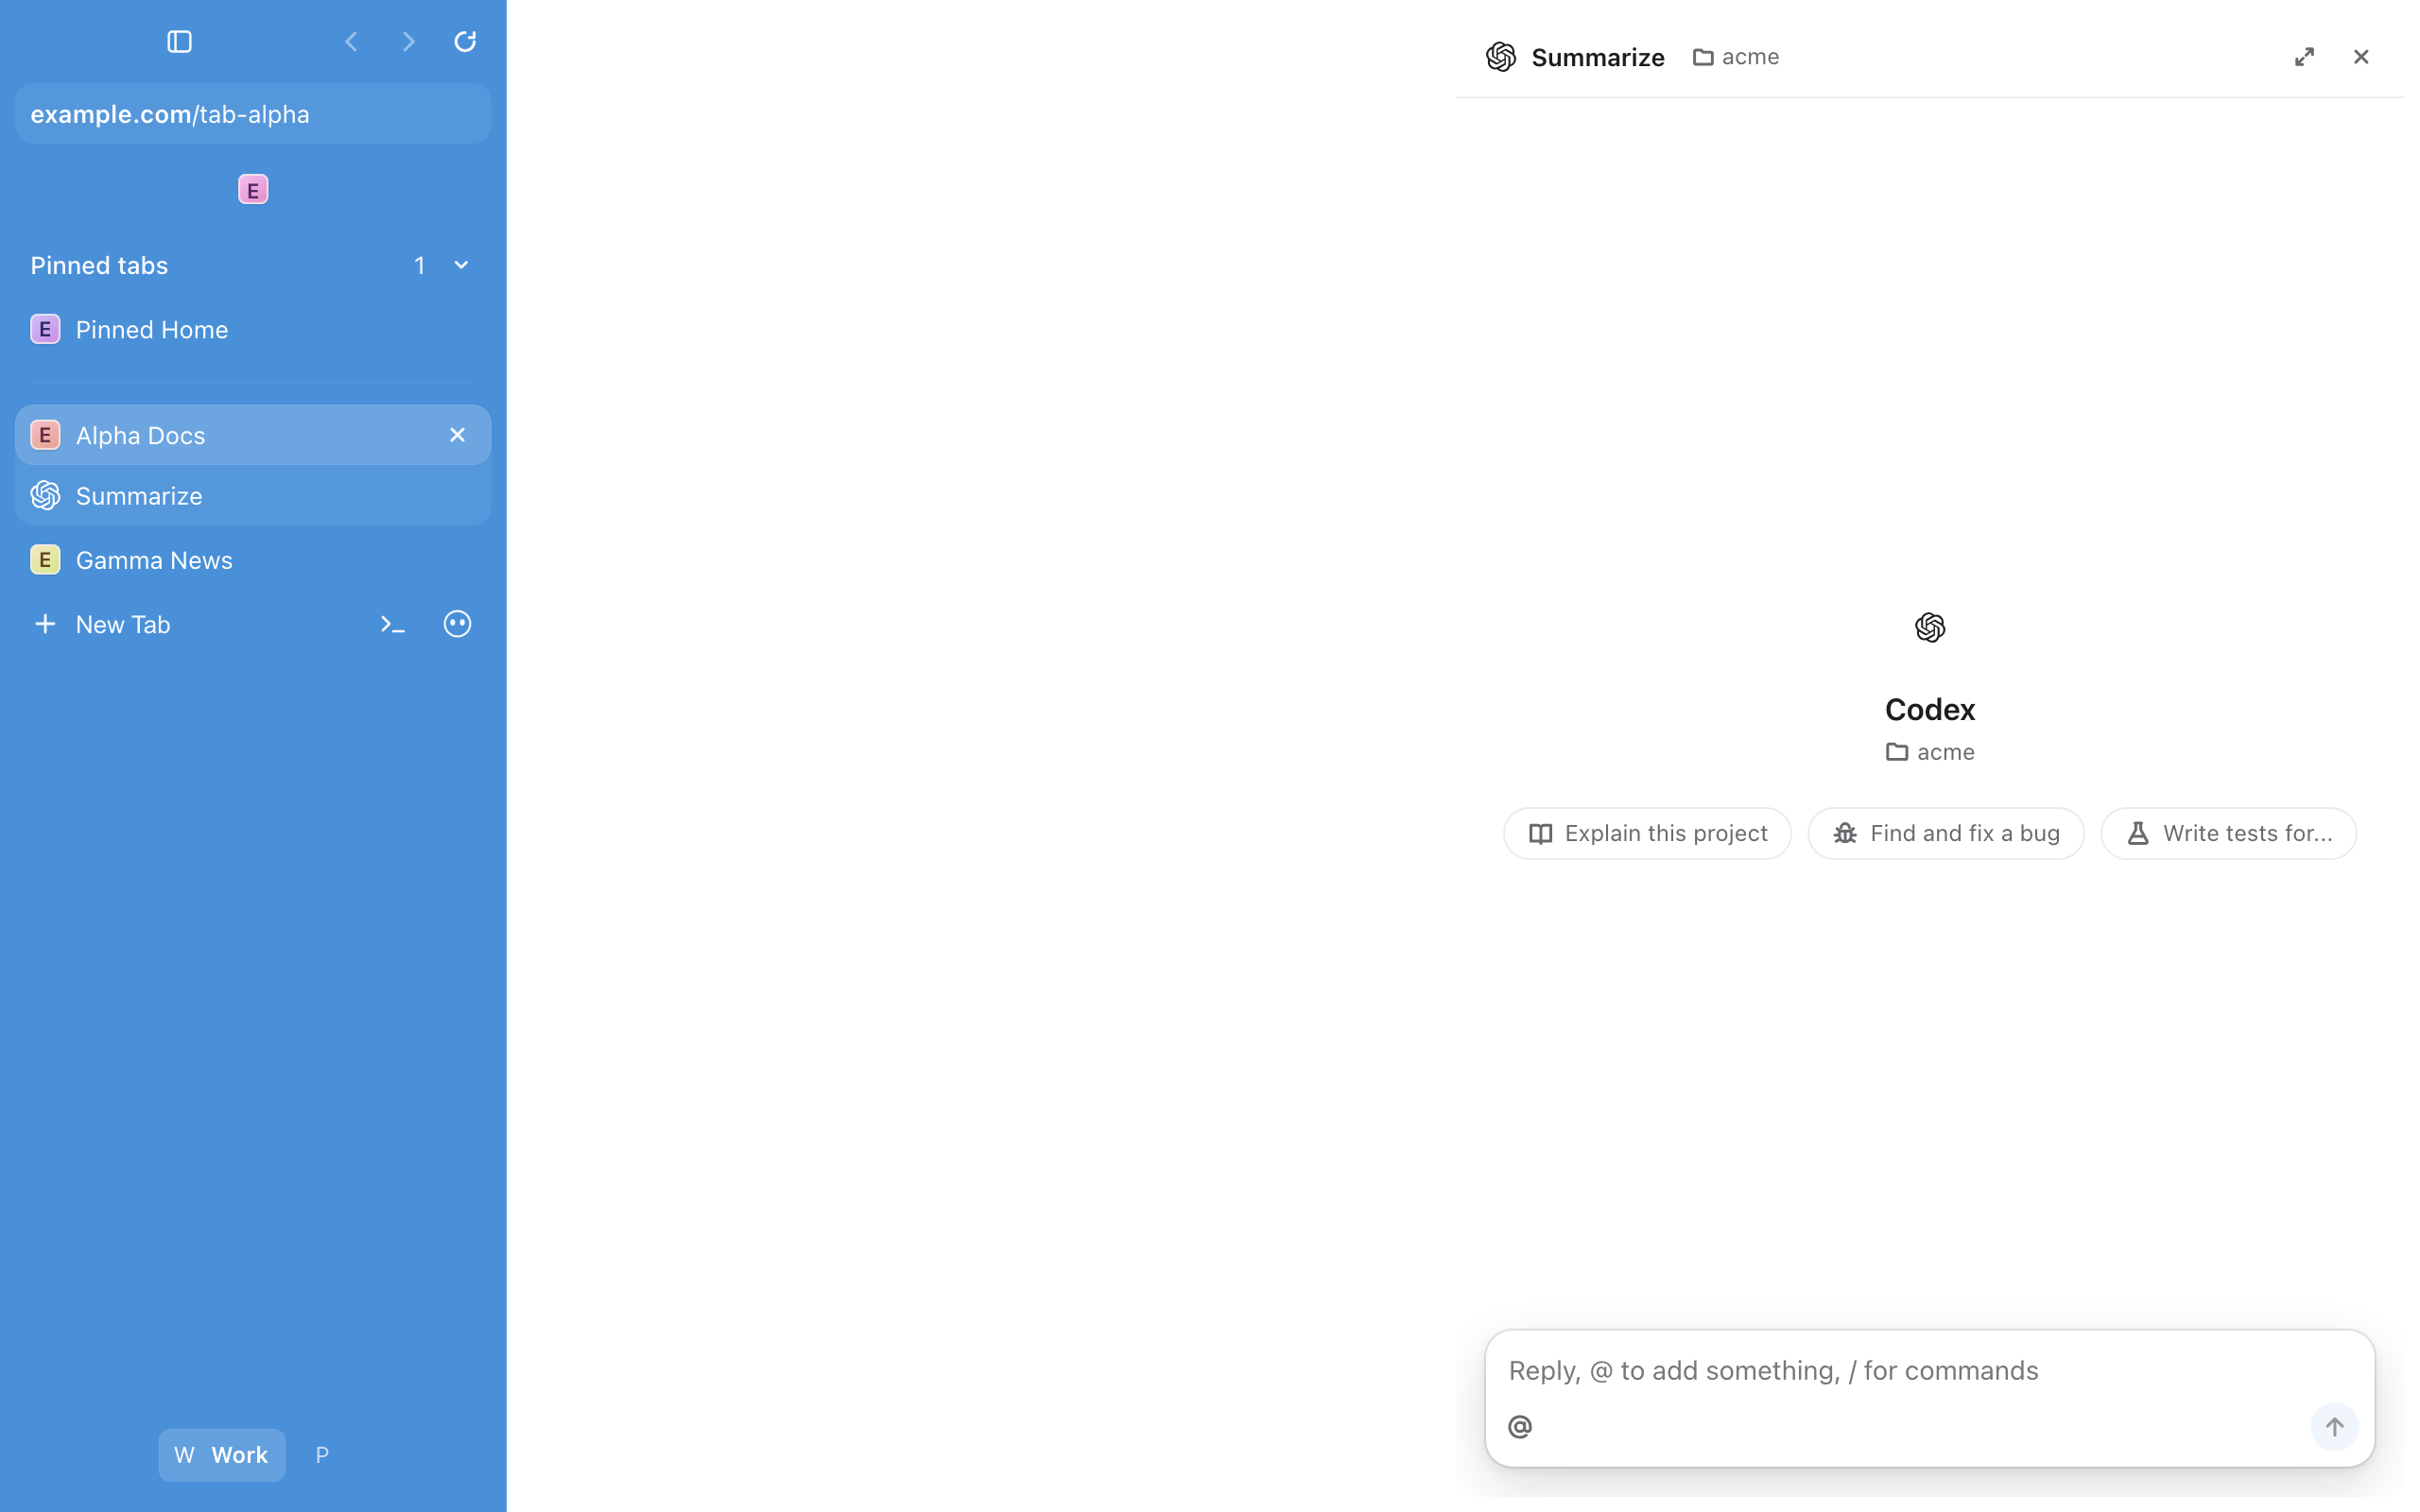 example.com/tab-alpha
E
Pinned tabs 1
E Pinned Home
E Alpha Docs
Summarize
E Gamma News
New Tab
W Work P
Summarize acme
Codex
acme
Explain this project Find and fix a bug Write tests for...
Reply, @ to add something, / for commands
@